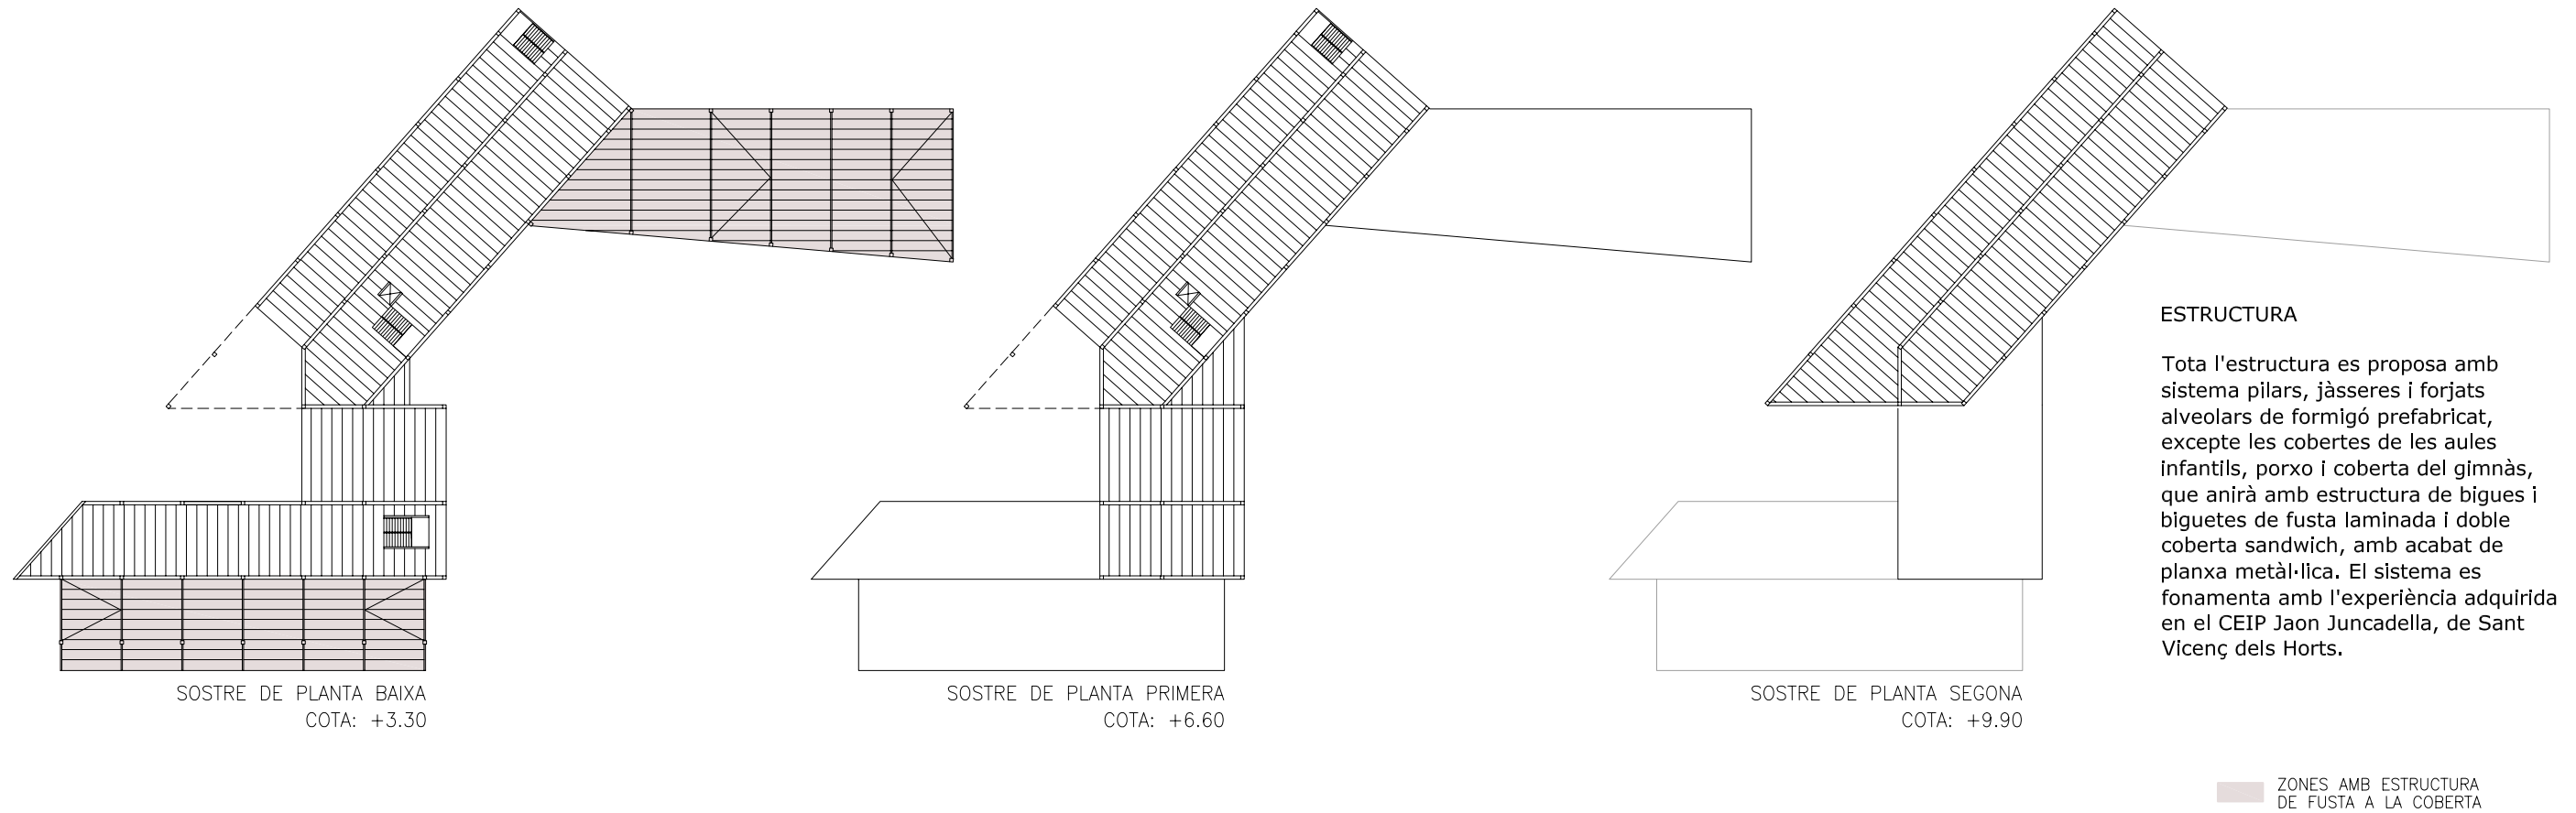 ESTRUCTURA
Tota l'estructura es proposa amb
sistema pilars, jàsseres i forjats
alveolars de formigó prefabricat,
excepte les cobertes de les aules
infantils, porxo i coberta del gimnàs,
que anirà amb estructura de bigues i
biguetes de fusta laminada i doble
coberta sandwich, amb acabat de
planxa metàl·lica. El sistema es
fonamenta amb l'experiència adquirida
en el CEIP Jaon Juncadella, de Sant
Vicenç dels Horts.
SOSTRE DE PLANTA BAIXA
COTA: +3.30
SOSTRE DE PLANTA PRIMERA
COTA: +6.60
SOSTRE DE PLANTA SEGONA
COTA: +9.90
ZONES AMB ESTRUCTURA
DE FUSTA A LA COBERTA